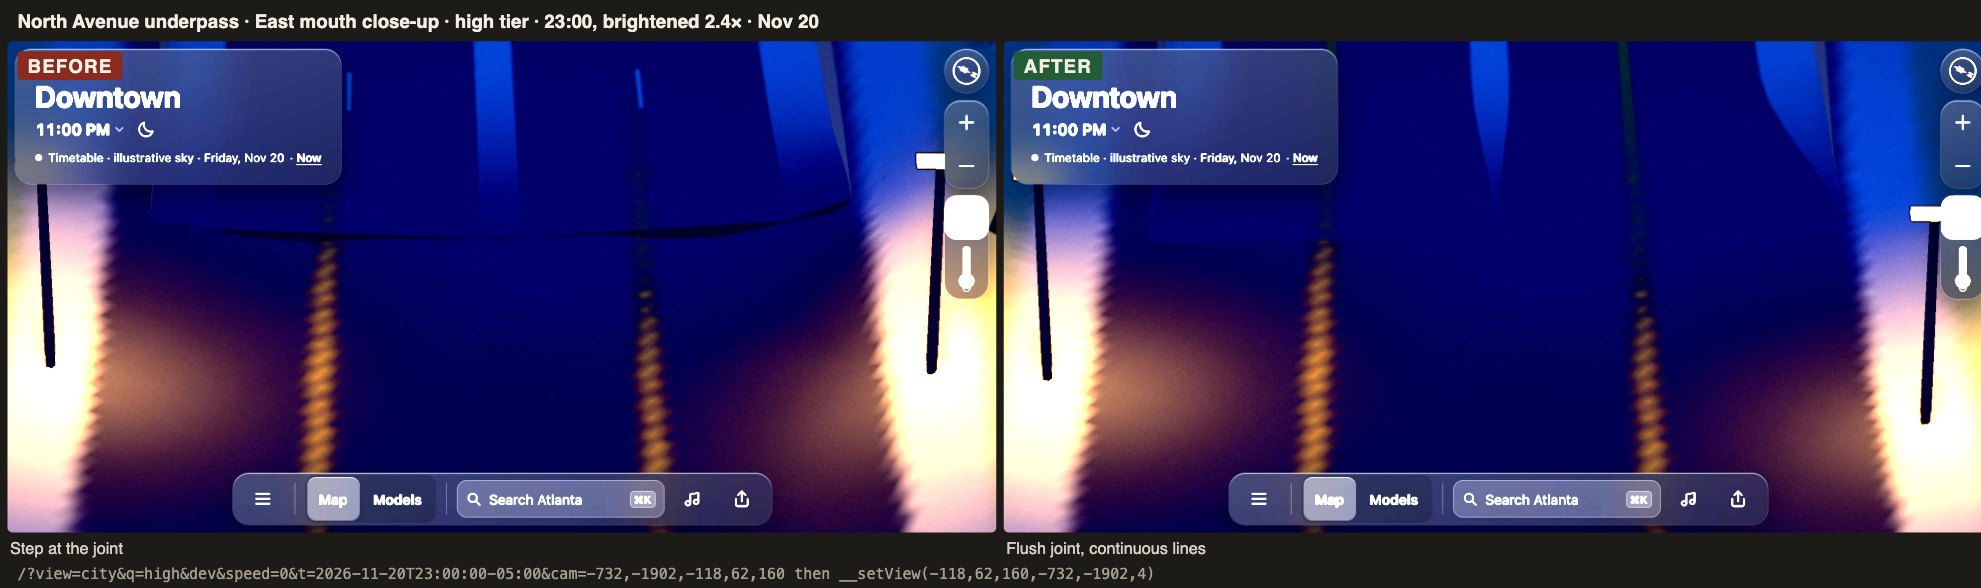 North Avenue underpass · East mouth close-up · high tier · 23:00, brightened 2.4× · Nov 20
BEFORE
Downtown
11:00 PM
Timetable · illustrative sky · Friday, Nov 20 · Now
+
−
Map
Models
Search Atlanta
⌘K
Step at the joint
AFTER
Downtown
11:00 PM
Timetable · illustrative sky · Friday, Nov 20 · Now
+
−
Map
Models
Search Atlanta
⌘K
Flush joint, continuous lines
/?view=city&q=high&dev&speed=0&t=2026-11-20T23:00:00-05:00&cam=-732,-1902,-118,62,160 then __setView(-118,62,160,-732,-1902,4)